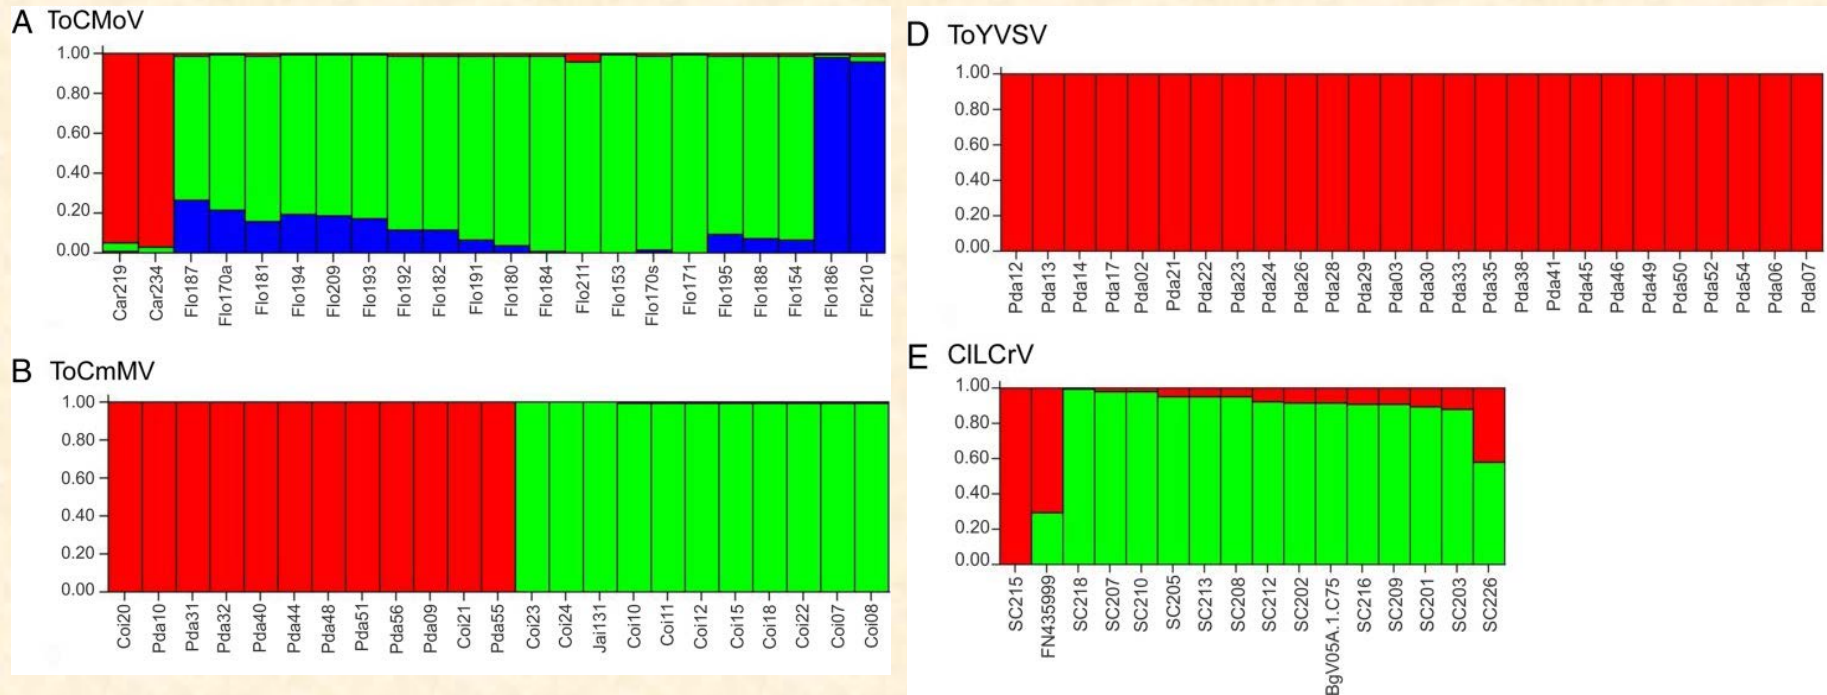 A ToCMoV
1.00
0.80
0.60
0.40
0.20
0.00
Car219
Car234
Flo187
Flo170a
Flo181
Flo194
Flo209
Flo193
Flo192
Flo182
Flo191
Flo180
Flo184
Flo211
Flo153
Flo170s
Flo171
Flo195
Flo188
Flo154
Flo186
Flo210
B ToCmMV
1.00
0.80
0.60
0.40
0.20
0.00
Coi20
Pda10
Pda31
Pda32
Pda40
Pda44
Pda48
Pda51
Pda56
Pda09
Coi21
Pda55
Coi23
Coi24
Jai131
Coi10
Coi11
Coi12
Coi15
Coi18
Coi22
Coi07
Coi08
D ToYVSV
1.00
0.80
0.60
0.40
0.20
0.00
Pda12
Pda13
Pda14
Pda17
Pda02
Pda21
Pda22
Pda23
Pda24
Pda26
Pda28
Pda29
Pda03
Pda30
Pda33
Pda35
Pda38
Pda41
Pda45
Pda46
Pda49
Pda50
Pda52
Pda54
Pda06
Pda07
E ClLCrV
1.00
0.80
0.60
0.40
0.20
0.00
SC215
FN435999
SC218
SC207
SC210
SC205
SC213
SC208
SC212
SC202
BgV05A.1.C75
SC216
SC209
SC201
SC203
SC226